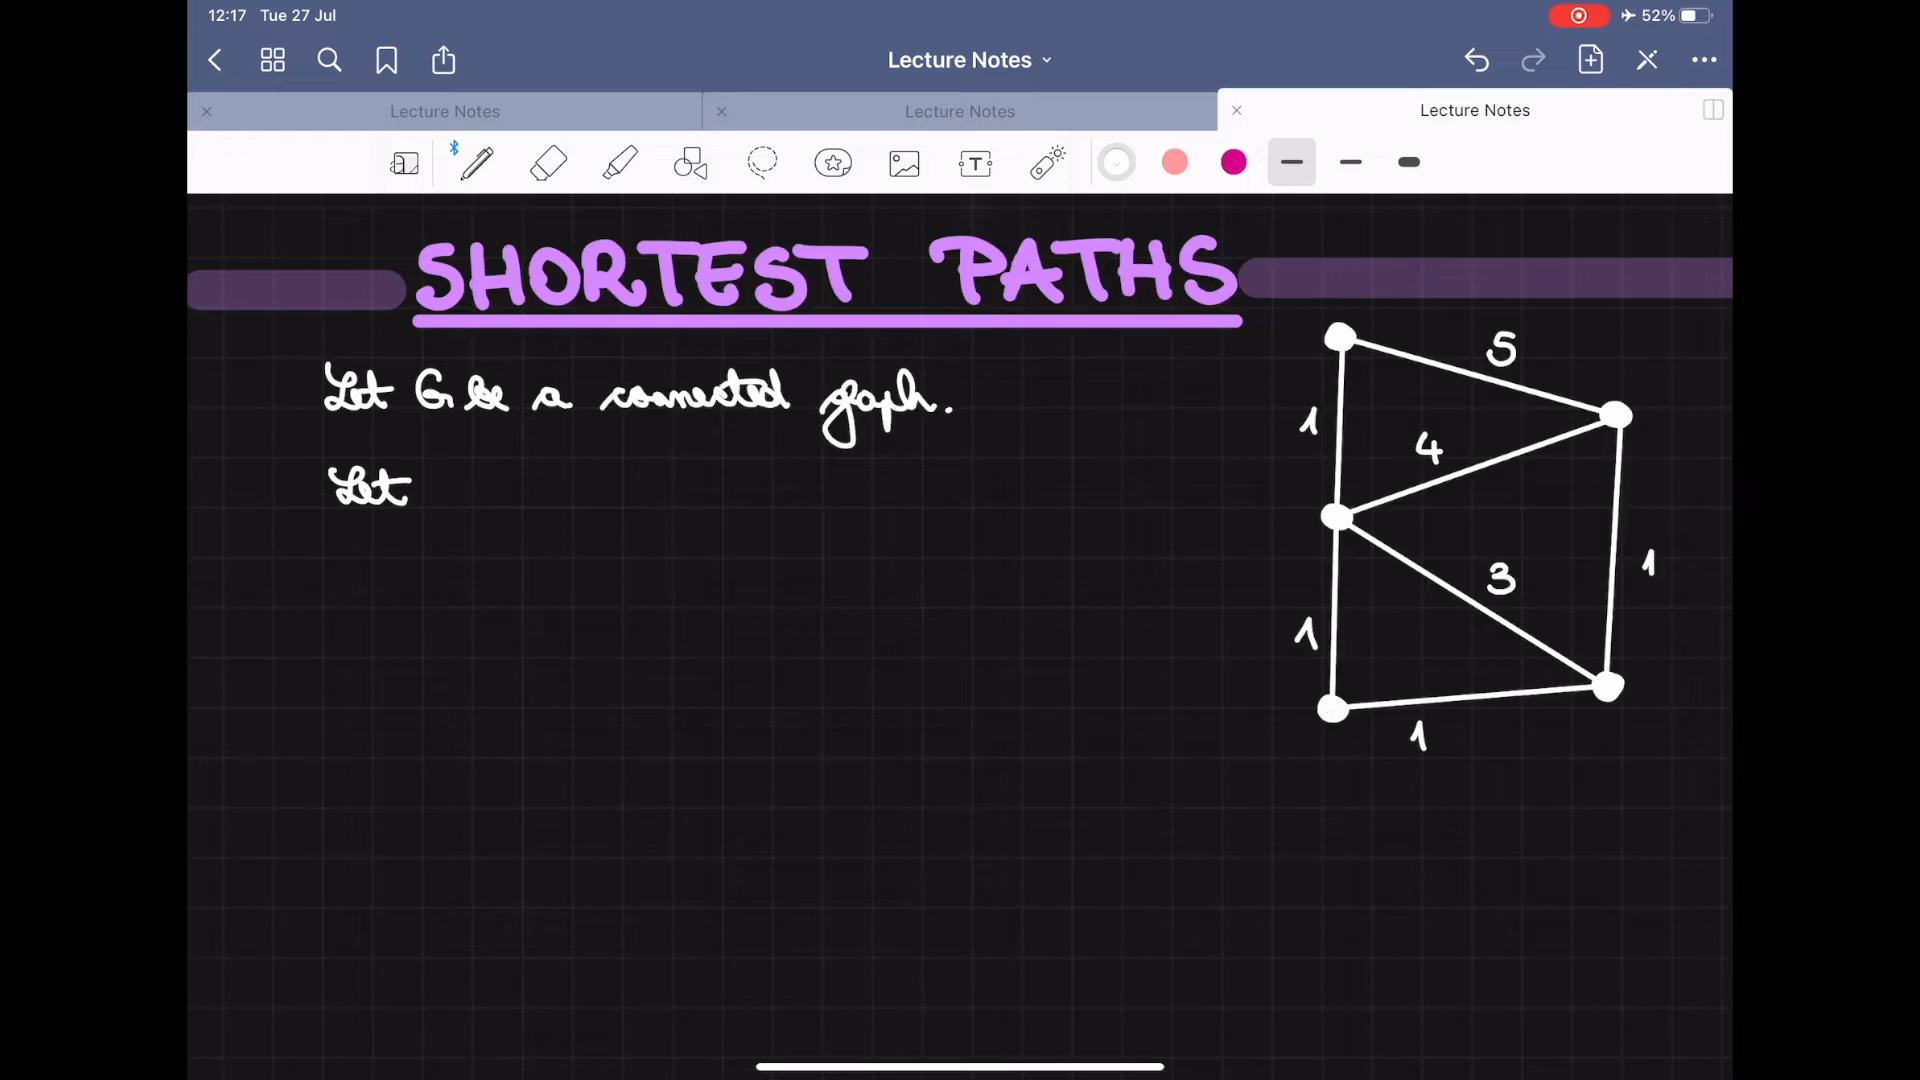 12:17 Tue 27 Jul
52%
Lecture Notes
Lecture Notes
Lecture Notes
Lecture Notes
a
T
SHORTEST PATHS
Let G be a connected graph.
Let
5
1
4
3
1
1
1